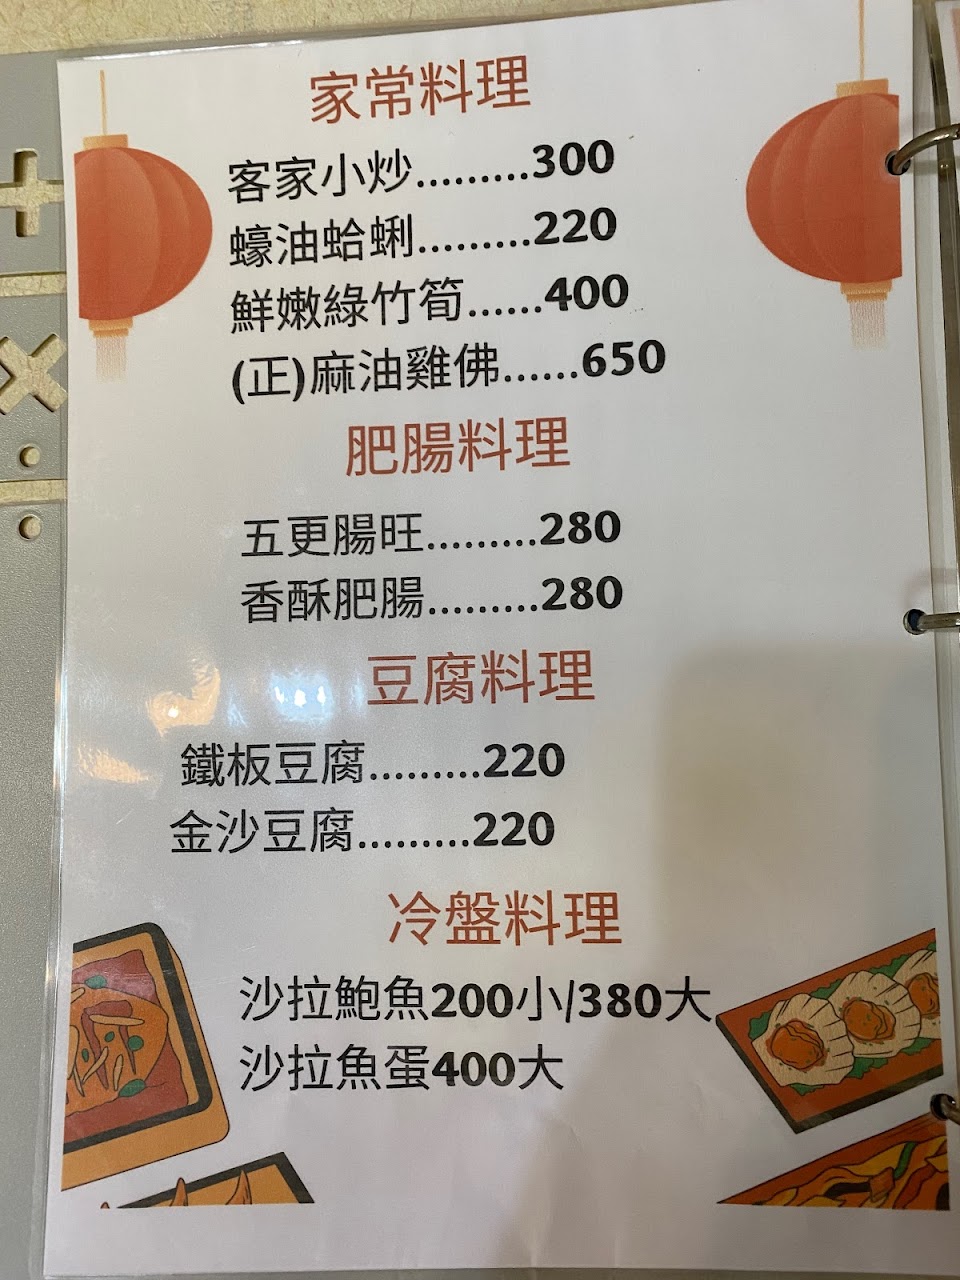 家常料理
客家小炒.........300
蠔油蛤蜊.........220
鮮嫩綠竹筍......400
(正)麻油雞佛......650
肥腸料理
五更腸旺.........280
香酥肥腸.........280
豆腐料理
鐵板豆腐.........220
金沙豆腐.........220
冷盤料理
沙拉鮑魚200小/380大
沙拉魚蛋400大